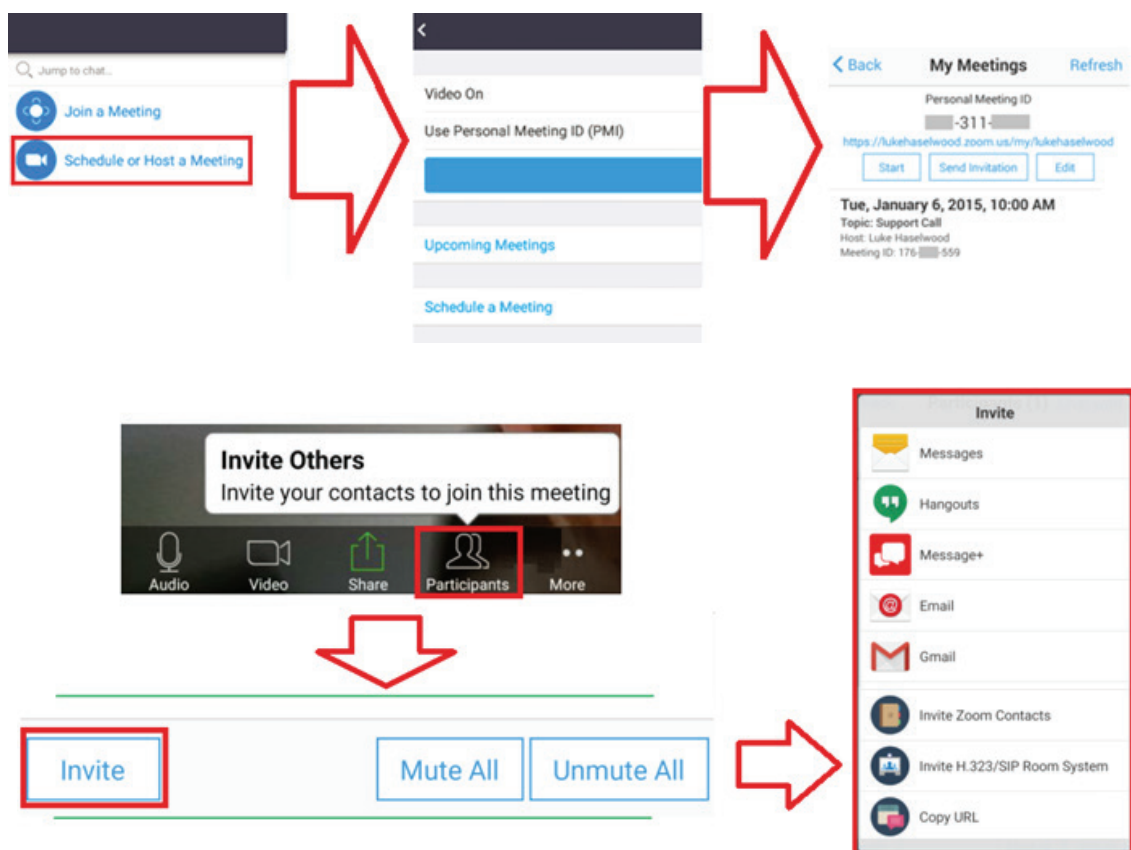 Jump to chat...
Join a Meeting
Schedule or Host a Meeting
Video On
Use Personal Meeting ID (PMI)
Upcoming Meetings
Schedule a Meeting
Back My Meetings Refresh
Personal Meeting ID
-311-
https://lukehaselwood.zoom.us/my/lukehaselwood
Start Send Invitation Edit
Tue, January 6, 2015, 10:00 AM
Topic: Support Call
Host: Luke Haselwood
Meeting ID: 176- -559
Invite Others
Invite your contacts to join this meeting
Audio Video Share Participants More
Invite Mute All Unmute All
Invite
Messages
Hangouts
Message+
Email
Gmail
Invite Zoom Contacts
Invite H.323/SIP Room System
Copy URL